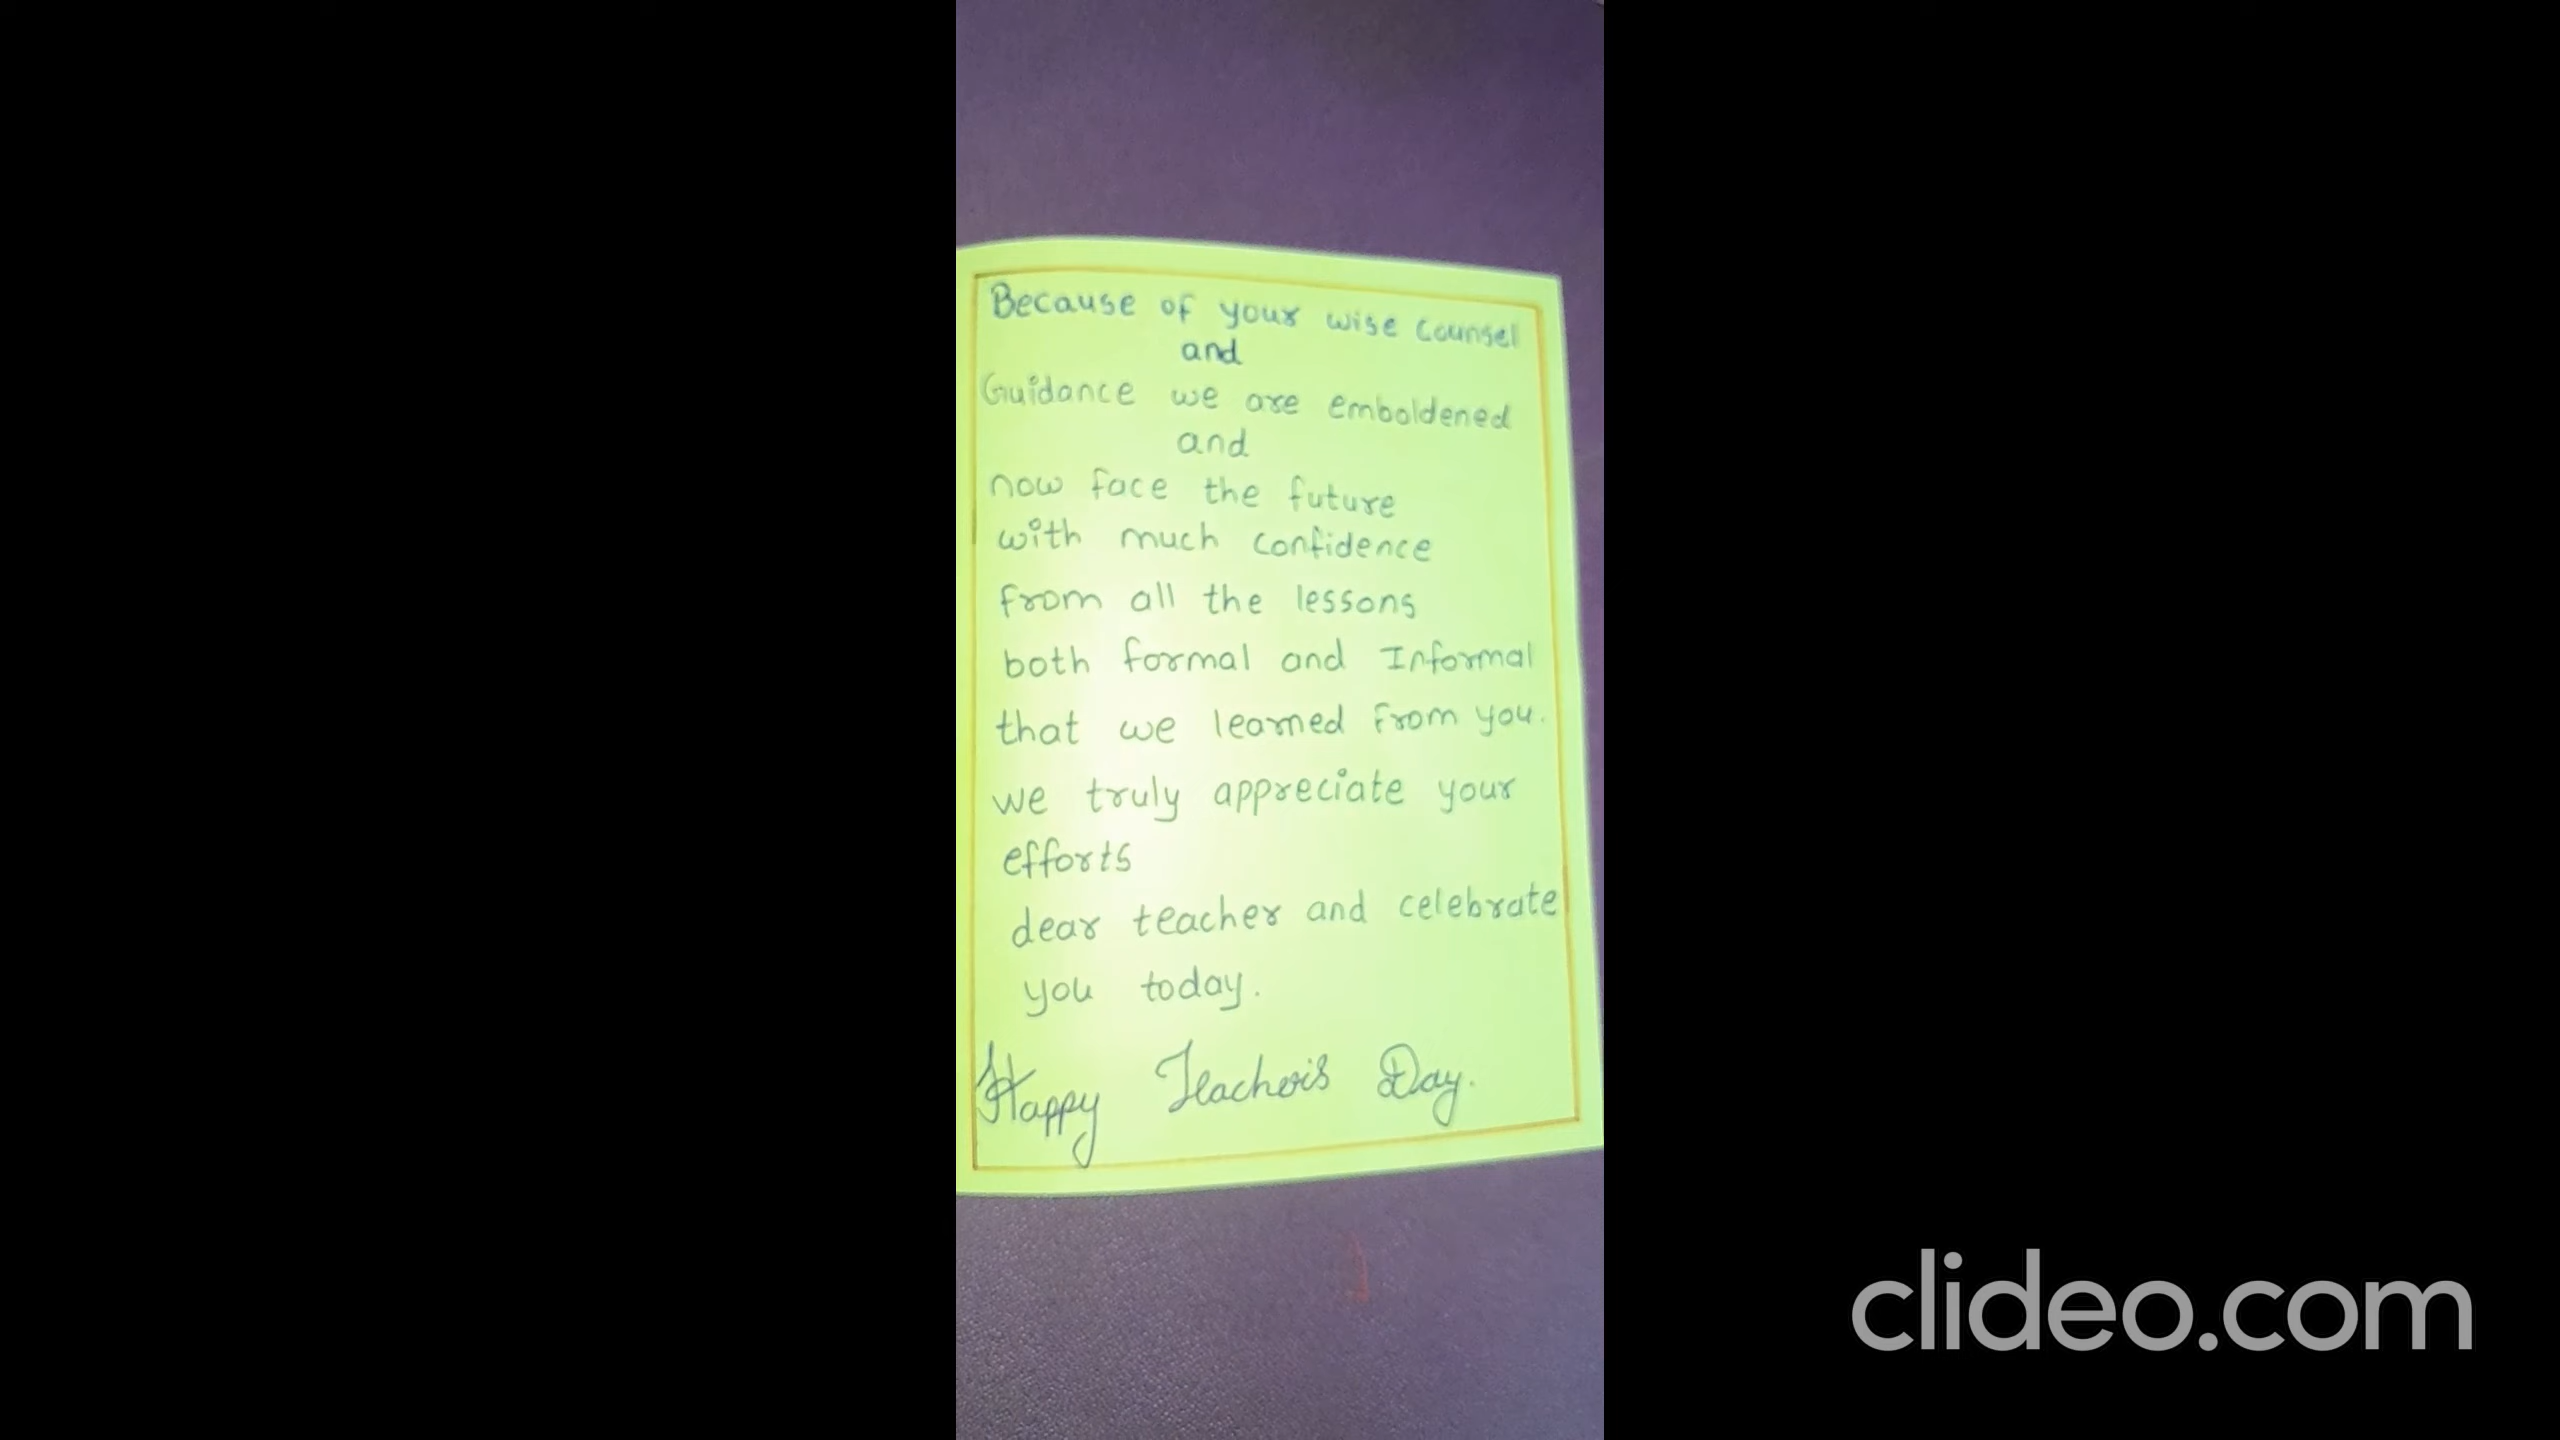 Because of your wise counsel
and
Guidance we are emboldened
and
now face the future
with much confidence
from all the lessons
both formal and Informal
that we learned from you.
we truly appreciate your
efforts
dear teacher and celebrate
you today.
Happy Teacher's Day.
clideo.com